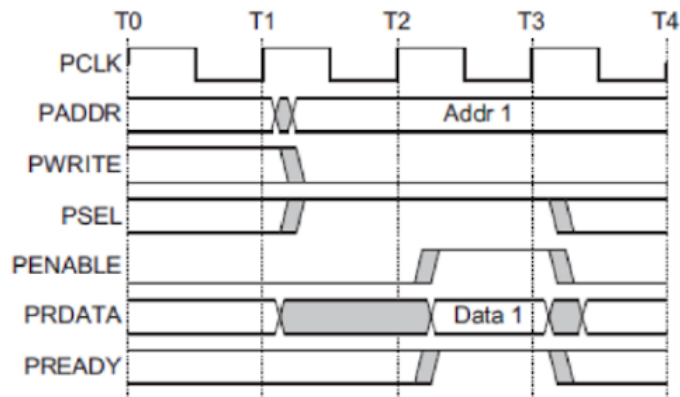 T0 T1 T2 T3 T4
PCLK
PADDR Addr 1
PWRITE
PSEL
PENABLE
PRDATA Data 1
PREADY